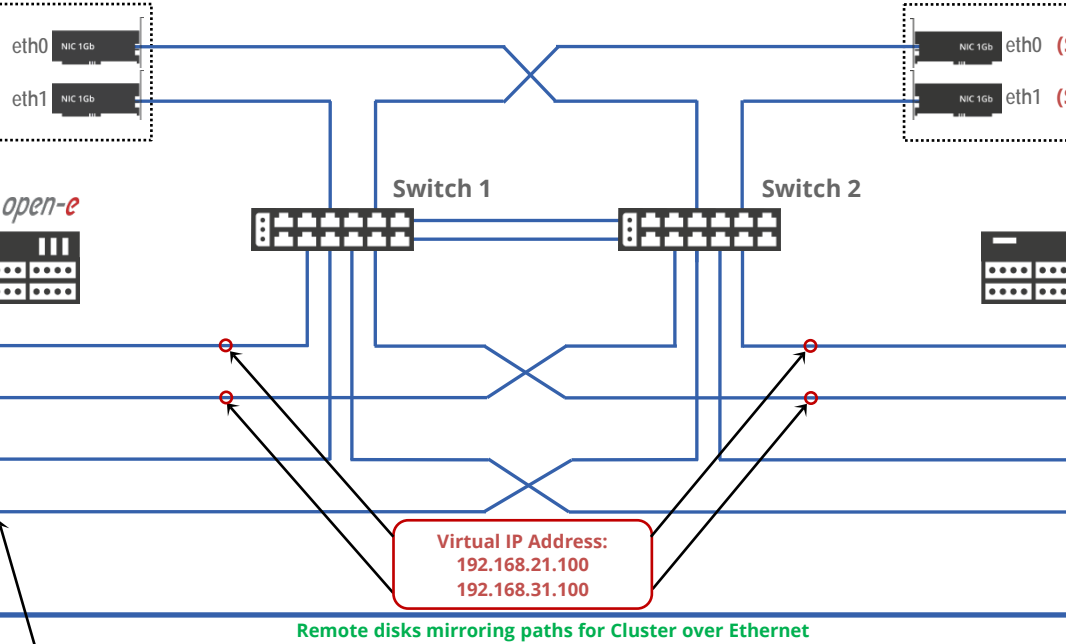 eth0
NIC 1Gb
NIC 1Gb
eth0
eth1
NIC 1Gb
NIC 1Gb
eth1
Switch 1
Switch 2
open-e
Virtual IP Address:
192.168.21.100
192.168.31.100
Remote disks mirroring paths for Cluster over Ethernet